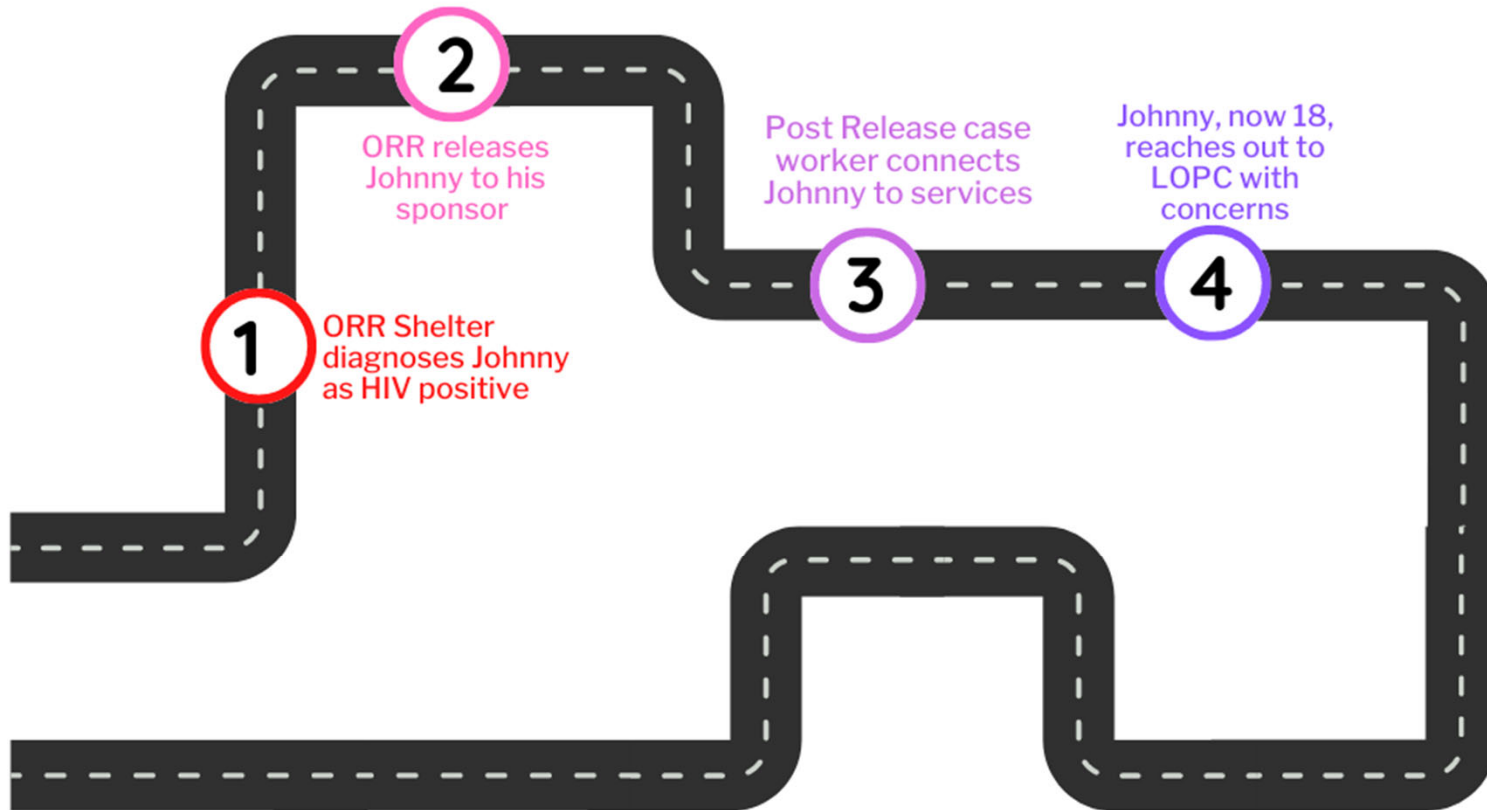 1
ORR Shelter
diagnoses Johnny
as HIV positive
2
ORR releases
Johnny to his
sponsor
3
Post Release case
worker connects
Johnny to services
4
Johnny, now 18,
reaches out to
LOPC with
concerns